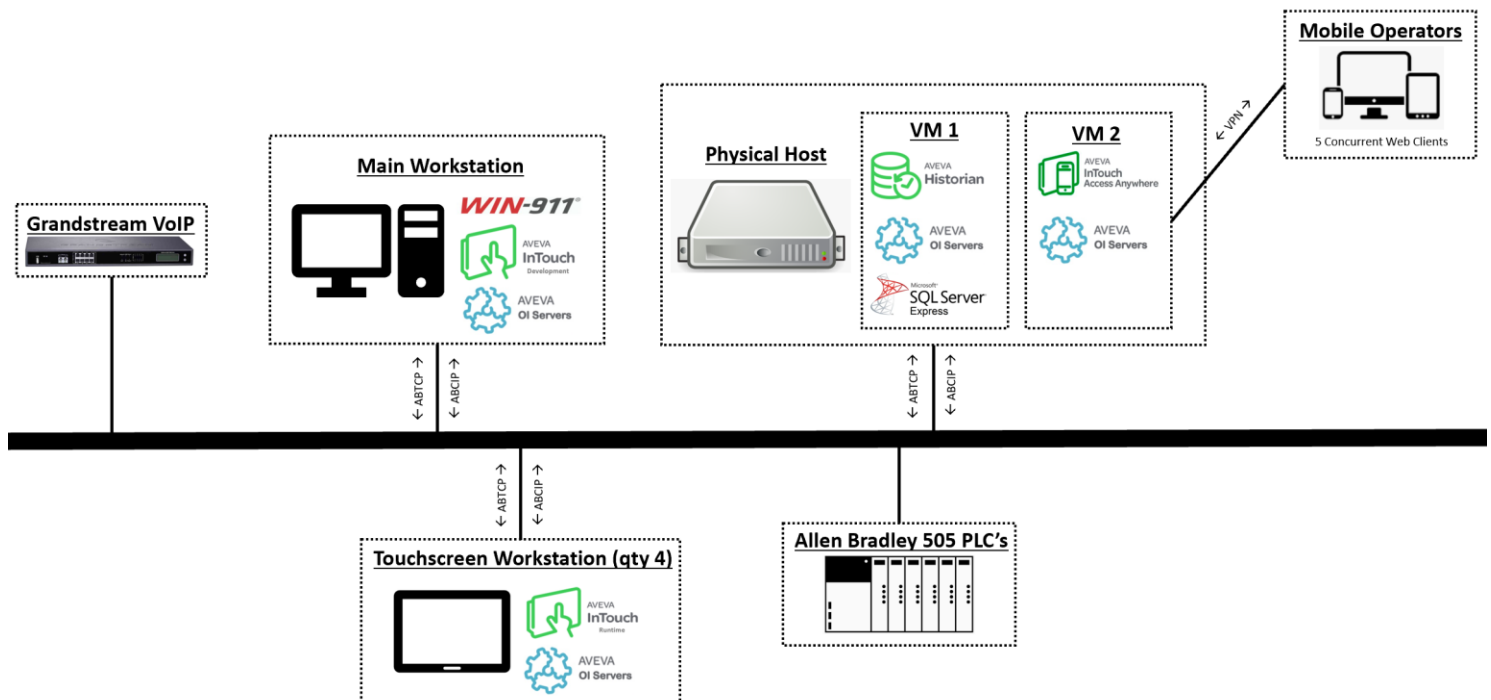 Mobile Operators
5 Concurrent Web Clients
← VPN →
Physical Host
VM 1
AVEVA
Historian
AVEVA
OI Servers
Microsoft®
SQL Server
Express
VM 2
AVEVA
InTouch
Access Anywhere
AVEVA
OI Servers
Main Workstation
WIN-911®
AVEVA
InTouch
Development
AVEVA
OI Servers
Grandstream VoIP
← ABTCP →
← ABCIP →
← ABTCP →
← ABCIP →
← ABTCP →
← ABCIP →
Touchscreen Workstation (qty 4)
AVEVA
InTouch
Runtime
AVEVA
OI Servers
Allen Bradley 505 PLC's